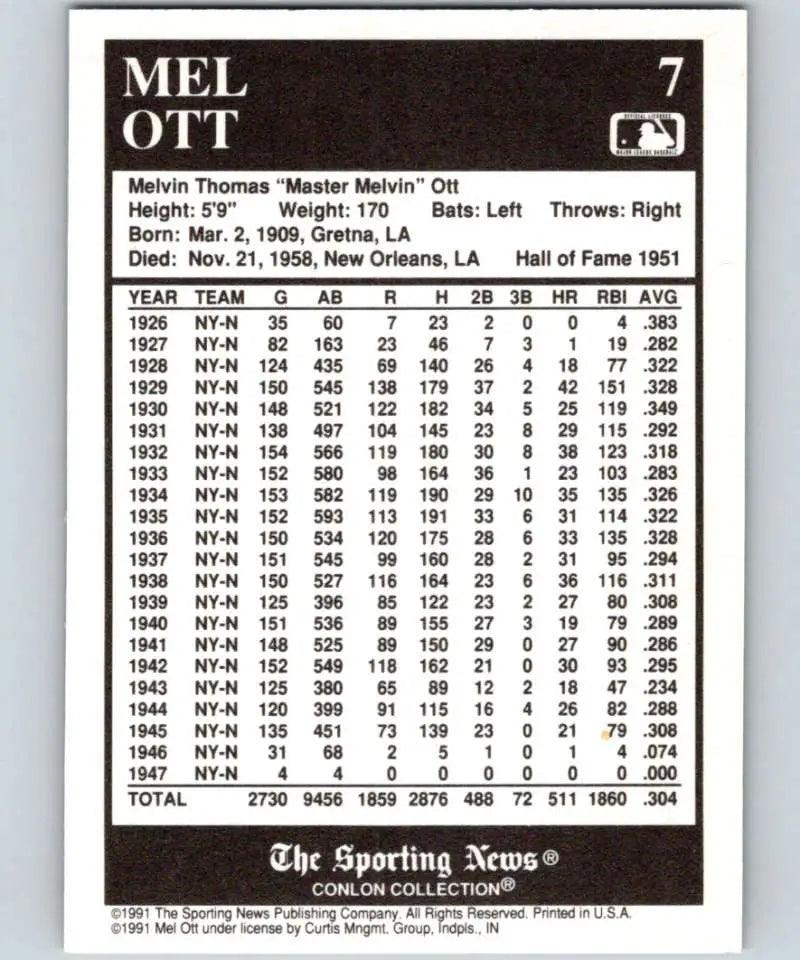 MEL
OTT
7
OFFICIAL LICENSEE
MAJOR LEAGUE BASEBALL
Melvin Thomas “Master Melvin” Ott
Height: 5'9" Weight: 170 Bats: Left Throws: Right
Born: Mar. 2, 1909, Gretna, LA
Died: Nov. 21, 1958, New Orleans, LA Hall of Fame 1951
YEAR TEAM G AB R H 2B 3B HR RBI AVG
1926 NY-N 35 60 7 23 2 0 0 4 .383
1927 NY-N 82 163 23 46 7 3 1 19 .282
1928 NY-N 124 435 69 140 26 4 18 77 .322
1929 NY-N 150 545 138 179 37 2 42 151 .328
1930 NY-N 148 521 122 182 34 5 25 119 .349
1931 NY-N 138 497 104 145 23 8 29 115 .292
1932 NY-N 154 566 119 180 30 8 38 123 .318
1933 NY-N 152 580 98 164 36 1 23 103 .283
1934 NY-N 153 582 119 190 29 10 35 135 .326
1935 NY-N 152 593 113 191 33 6 31 114 .322
1936 NY-N 150 534 120 175 28 6 33 135 .328
1937 NY-N 151 545 99 160 28 2 31 95 .294
1938 NY-N 150 527 116 164 23 6 36 116 .311
1939 NY-N 125 396 85 122 23 2 27 80 .308
1940 NY-N 151 536 89 155 27 3 19 79 .289
1941 NY-N 148 525 89 150 29 0 27 90 .286
1942 NY-N 152 549 118 162 21 0 30 93 .295
1943 NY-N 125 380 65 89 12 2 18 47 .234
1944 NY-N 120 399 91 115 16 4 26 82 .288
1945 NY-N 135 451 73 139 23 0 21 79 .308
1946 NY-N 31 68 2 5 1 0 1 4 .074
1947 NY-N 4 4 0 0 0 0 0 0 .000
TOTAL 2730 9456 1859 2876 488 72 511 1860 .304
The Sporting News®
CONLON COLLECTION®
©1991 The Sporting News Publishing Company. All Rights Reserved. Printed in U.S.A.
©1991 Mel Ott under license by Curtis Mngmt. Group, Indpls., IN